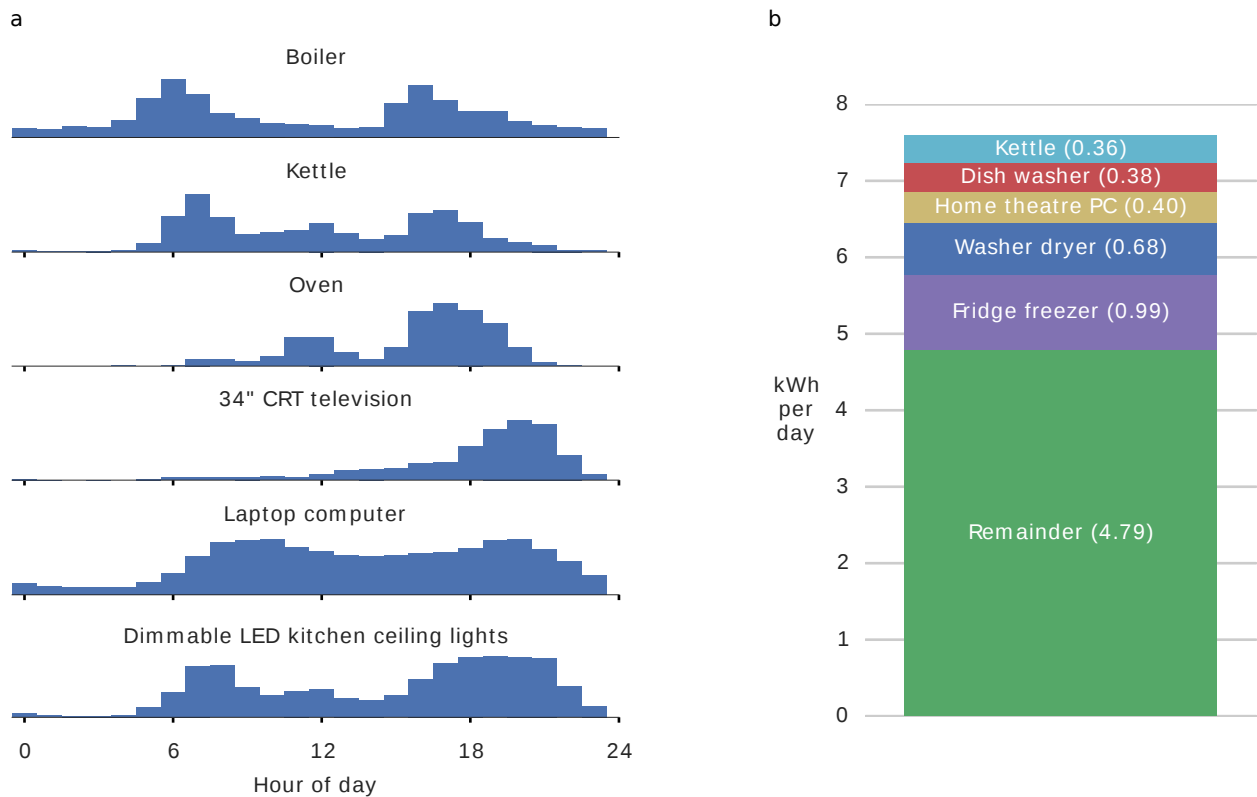 a
Boiler
Kettle
Oven
34" CRT television
Laptop computer
Dimmable LED kitchen ceiling lights
0 6 12 18 24
Hour of day
b
8
7
6
5
4
3
2
1
0
kWh
per
day
Kettle (0.36)
Dish washer (0.38)
Home theatre PC (0.40)
Washer dryer (0.68)
Fridge freezer (0.99)
Remainder (4.79)